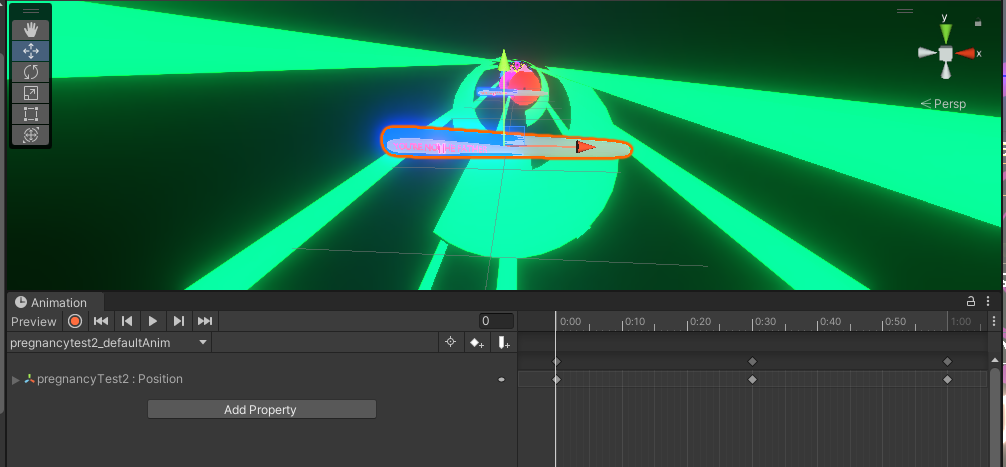 y
x
Persp
Animation
Preview
0
0:00
0:10
0:20
0:30
0:40
0:50
1:00
pregnancytest2_defaultAnim
pregnancyTest2 : Position
Add Property